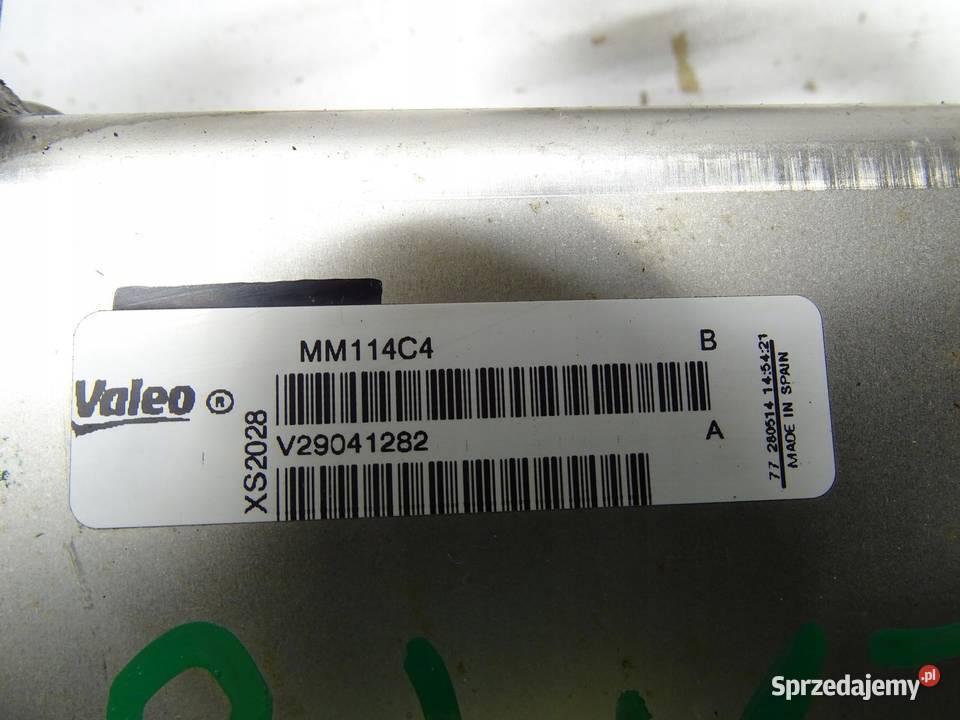 MM114C4
B
Valeo ®
XS2028
V29041282
A
77 280514 14:54:21
MADE IN SPAIN
Sprzedajemy.pl